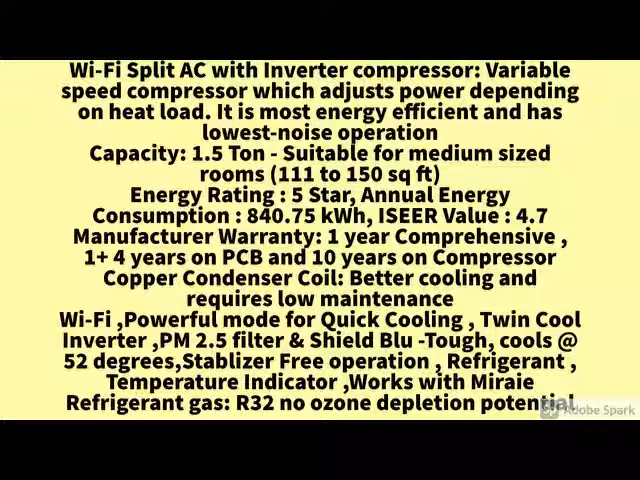 Wi-Fi Split AC with Inverter compressor: Variable
speed compressor which adjusts power depending
on heat load. It is most energy efficient and has
lowest-noise operation
Capacity: 1.5 Ton - Suitable for medium sized
rooms (111 to 150 sq ft)
Energy Rating : 5 Star, Annual Energy
Consumption : 840.75 kWh, ISEER Value : 4.7
Manufacturer Warranty: 1 year Comprehensive ,
1+ 4 years on PCB and 10 years on Compressor
Copper Condenser Coil: Better cooling and
requires low maintenance
Wi-Fi ,Powerful mode for Quick Cooling , Twin Cool
Inverter ,PM 2.5 filter & Shield Blu -Tough, cools @
52 degrees,Stablizer Free operation , Refrigerant ,
Temperature Indicator ,Works with Miraie
Refrigerant gas: R32 no ozone depletion potential
Sp Adobe Spark